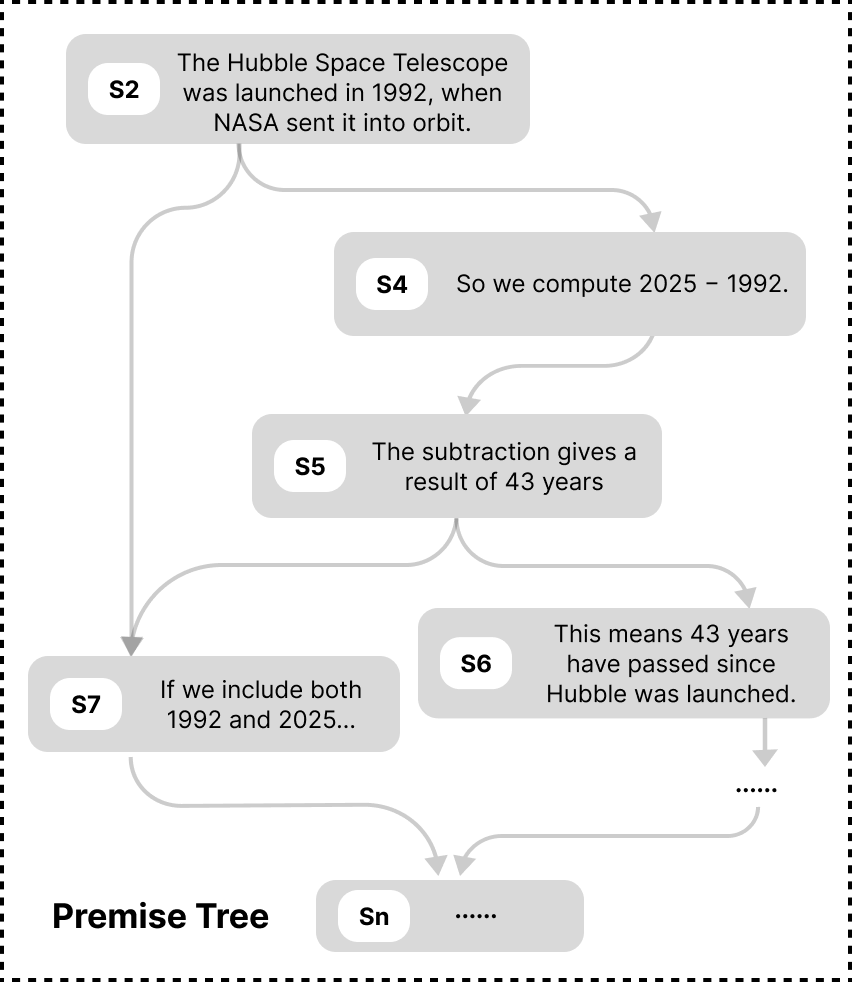 S2
The Hubble Space Telescope
was launched in 1992, when
NASA sent it into orbit.
S4
So we compute 2025 − 1992.
S5
The subtraction gives a
result of 43 years
S6
This means 43 years
have passed since
Hubble was launched.
S7
If we include both
1992 and 2025...
......
Premise Tree
Sn
......